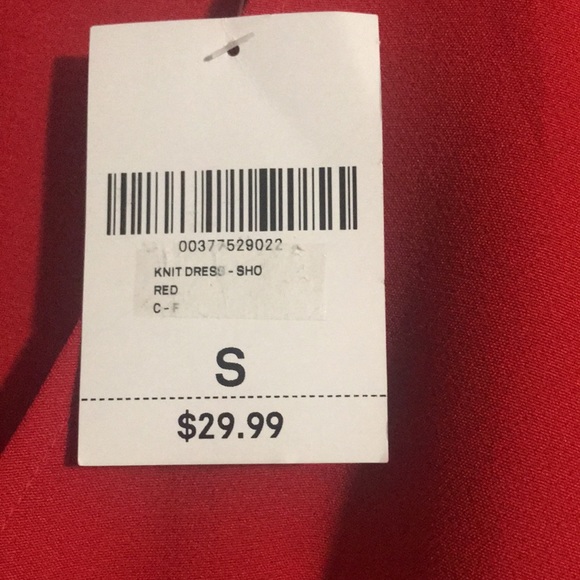 00377529022
KNIT DRESS - SHO
RED
C - F
S
$29.99